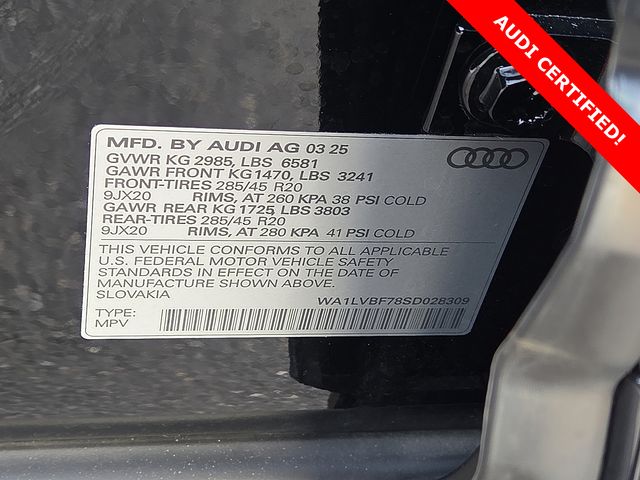 AUDI CERTIFIED!
MFD. BY AUDI AG 03 25
GVWR KG 2985, LBS 6581
GAWR FRONT KG1470, LBS 3241
FRONT-TIRES 285/45 R20
9JX20 RIMS, AT 260 KPA 38 PSI COLD
GAWR REAR KG 1725, LBS 3803
REAR-TIRES 285/45 R20
9JX20 RIMS, AT 280 KPA 41 PSI COLD
THIS VEHICLE CONFORMS TO ALL APPLICABLE
U.S. FEDERAL MOTOR VEHICLE SAFETY
STANDARDS IN EFFECT ON THE DATE OF
MANUFACTURE SHOWN ABOVE.
SLOVAKIA WA1LVBF78SD028309
TYPE:
MPV